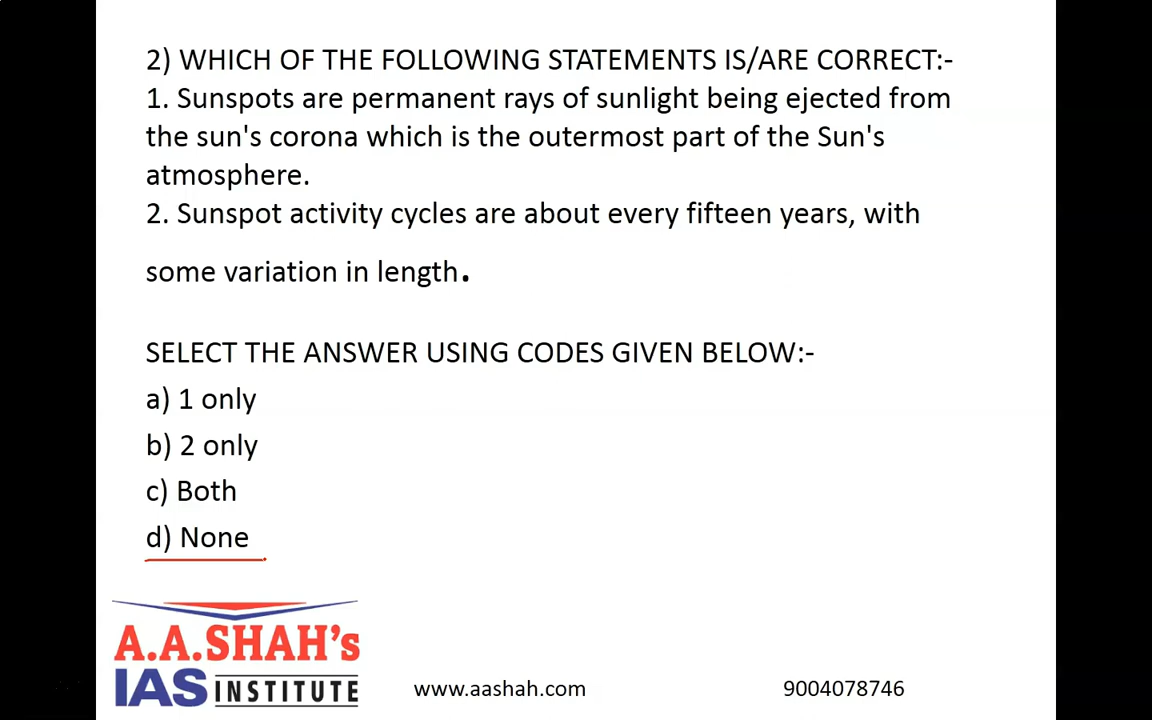 2) WHICH OF THE FOLLOWING STATEMENTS IS/ARE CORRECT:-
1. Sunspots are permanent rays of sunlight being ejected from
the sun's corona which is the outermost part of the Sun's
atmosphere.
2. Sunspot activity cycles are about every fifteen years, with
some variation in length.
SELECT THE ANSWER USING CODES GIVEN BELOW:-
a) 1 only
b) 2 only
c) Both
d) None
A.A.SHAH's
IAS INSTITUTE
www.aashah.com
9004078746